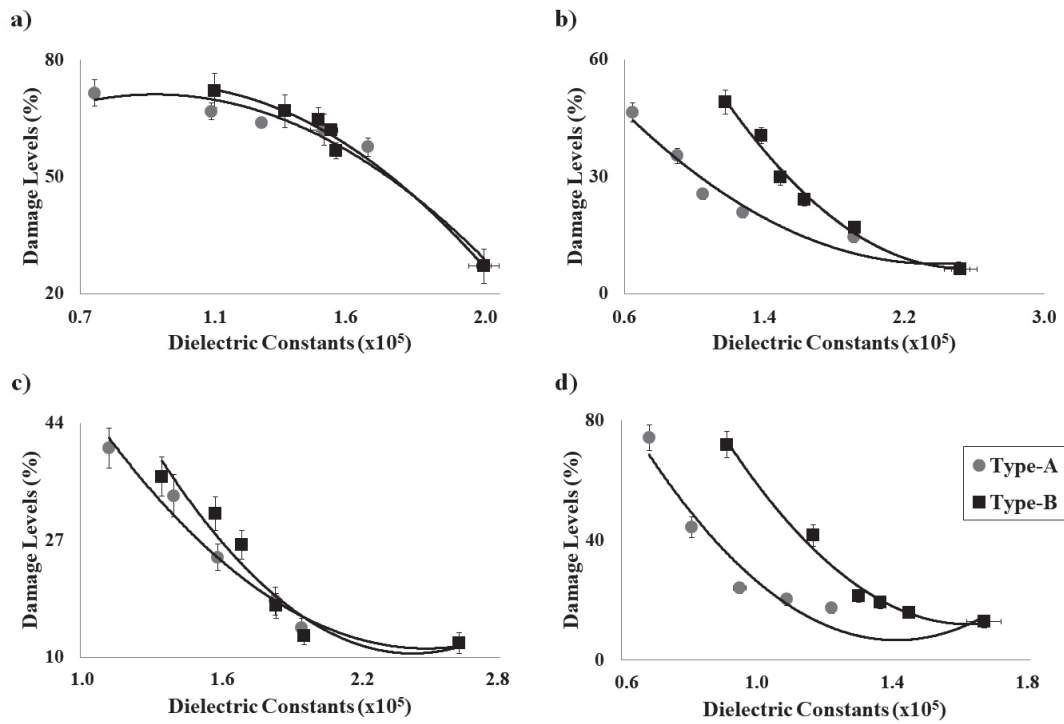 a)
80
50
20
0.7
1.1
1.6
2.0
Damage Levels (%)
Dielectric Constants (x10⁵)
b)
60
30
0
0.6
1.4
2.2
3.0
Damage Levels (%)
Dielectric Constants (x10⁵)
c)
44
27
10
1.0
1.6
2.2
2.8
Damage Levels (%)
Dielectric Constants (x10⁵)
d)
80
40
0
0.6
1.0
1.4
1.8
Damage Levels (%)
Dielectric Constants (x10⁵)
Type-A
Type-B